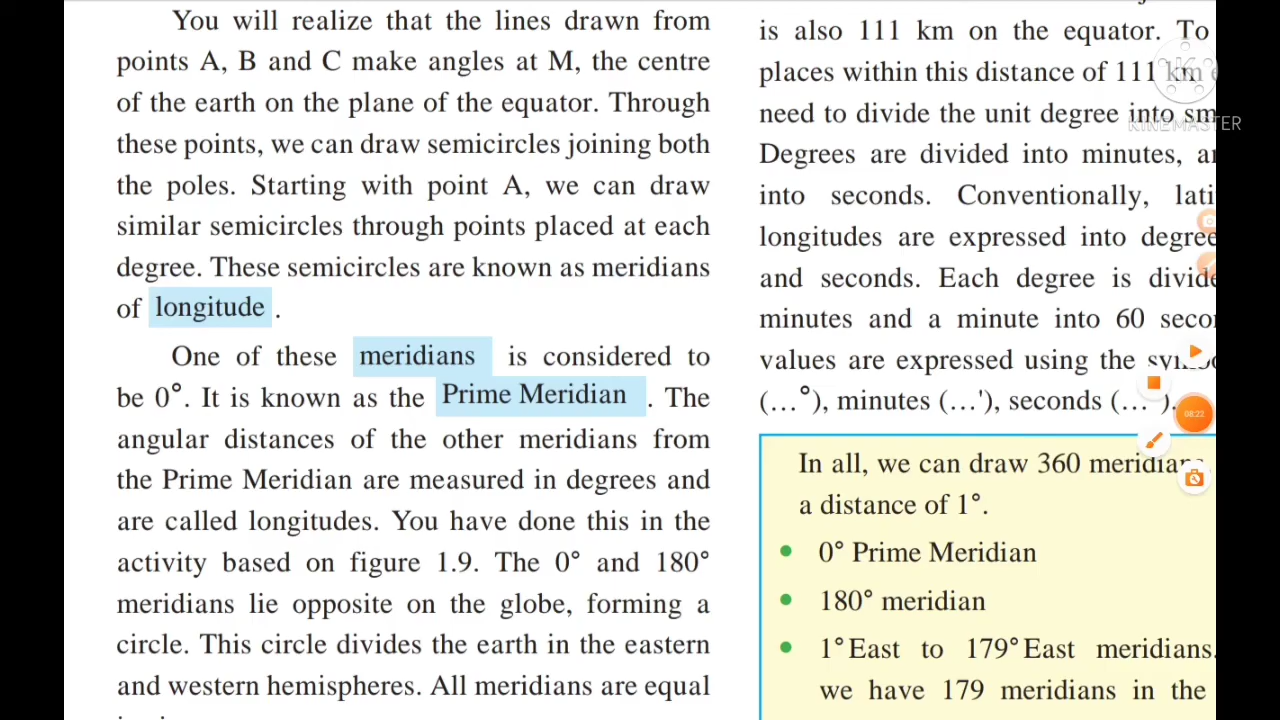 You will realize that the lines drawn from
points A, B and C make angles at M, the centre
of the earth on the plane of the equator. Through
these points, we can draw semicircles joining both
the poles. Starting with point A, we can draw
similar semicircles through points placed at each
degree. These semicircles are known as meridians
of longitude .
One of these meridians is considered to
be 0°. It is known as the Prime Meridian . The
angular distances of the other meridians from
the Prime Meridian are measured in degrees and
are called longitudes. You have done this in the
activity based on figure 1.9. The 0° and 180°
meridians lie opposite on the globe, forming a
circle. This circle divides the earth in the eastern
and western hemispheres. All meridians are equal
is also 111 km on the equator. To
places within this distance of 111 km
need to divide the unit degree into
Degrees are divided into minutes,
into seconds. Conventionally,
longitudes are expressed into
and seconds. Each degree is
minutes and a minute into 60
values are expressed using the
(...°), minutes (...'), seconds (...
In all, we can draw 360 meridians
a distance of 1°.
• 0° Prime Meridian
• 180° meridian
• 1° East to 179° East meridians.
we have 179 meridians in the
KINEMASTER
08:22